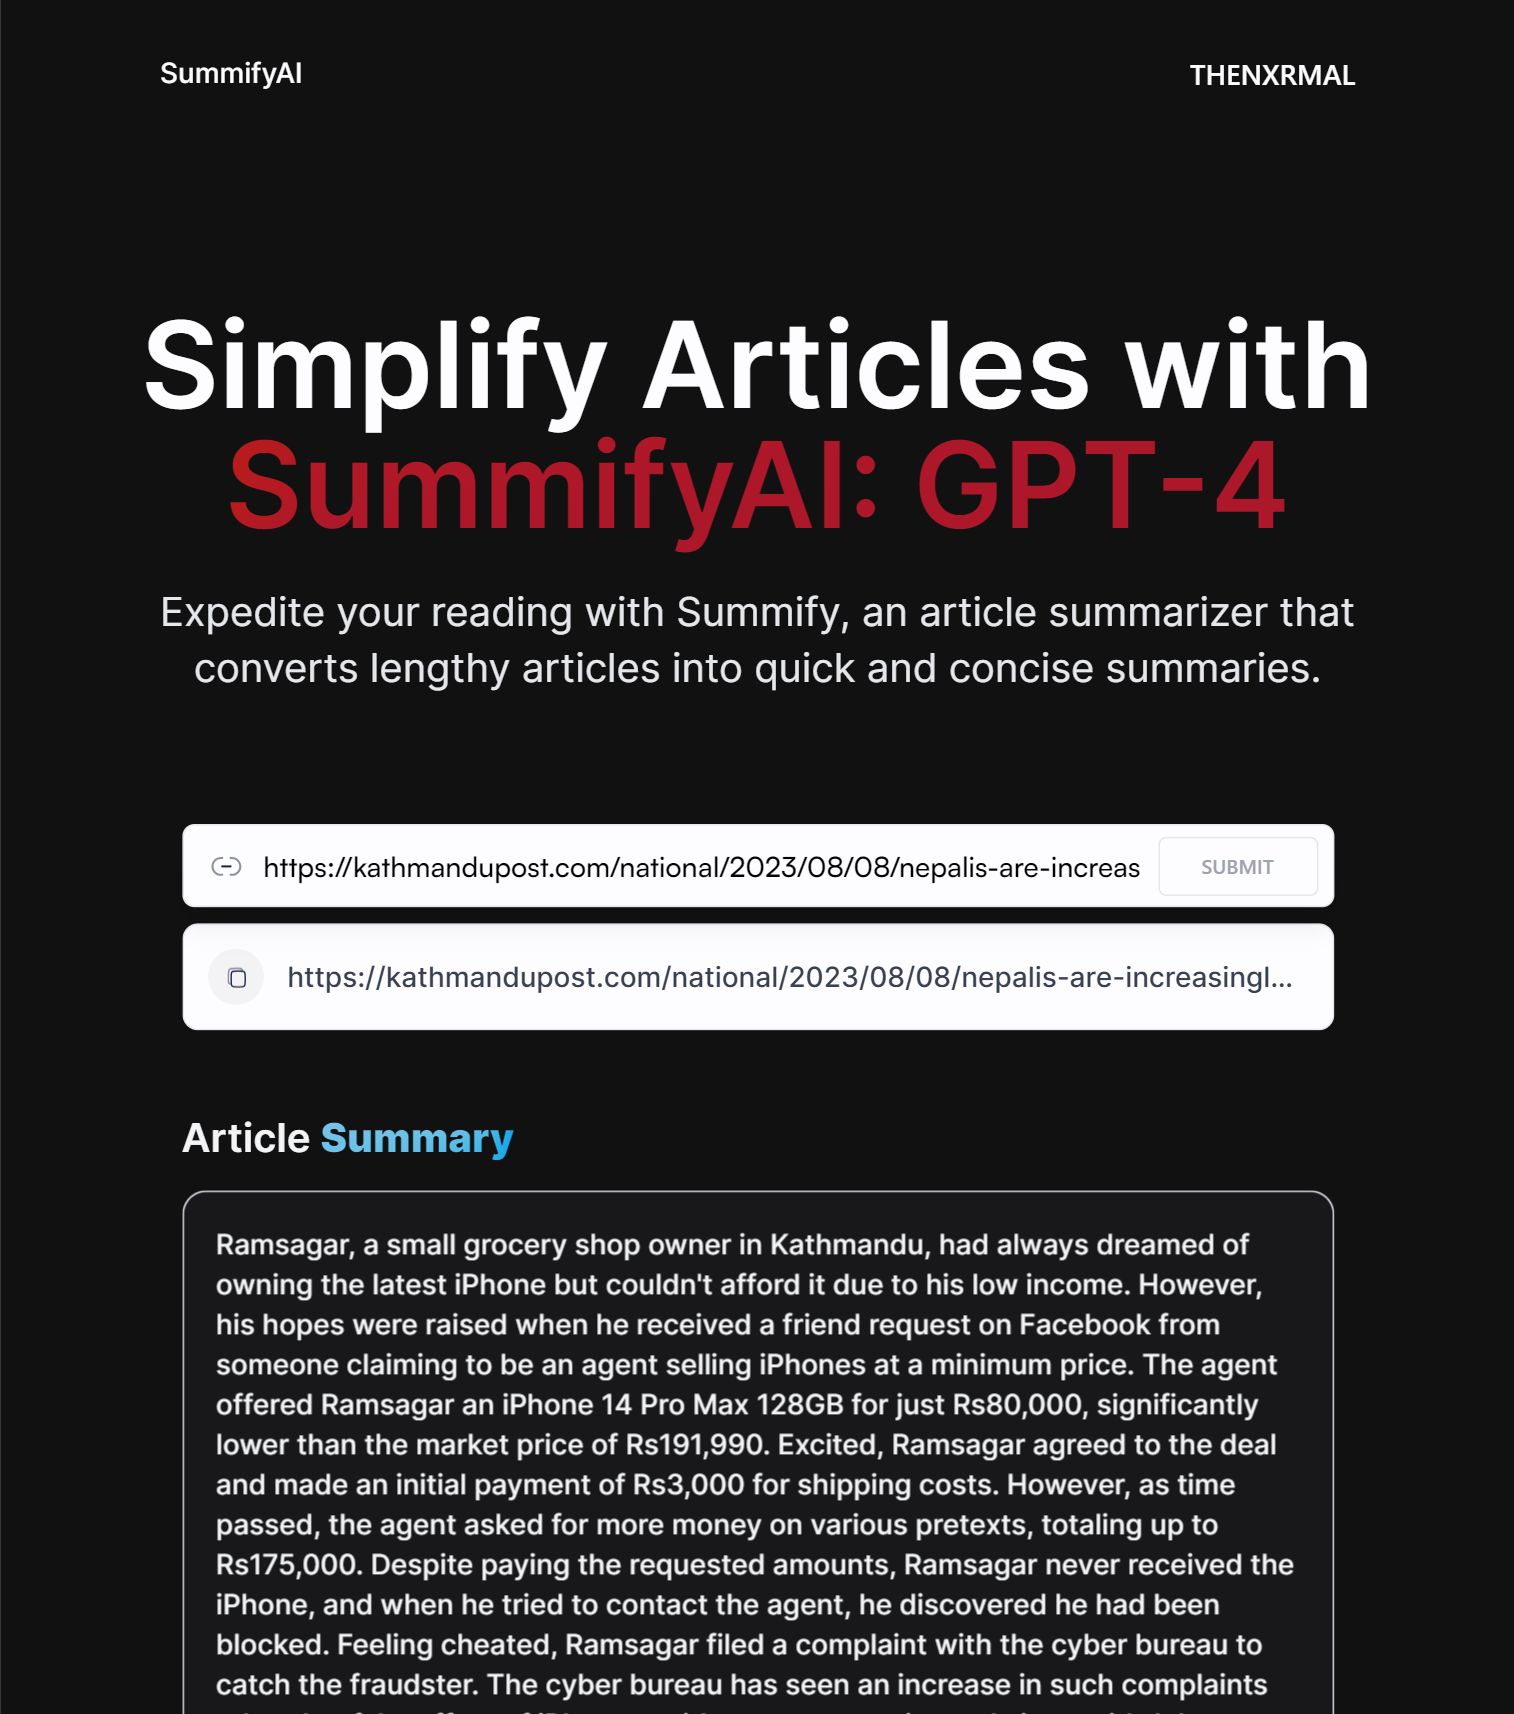 SummifyAI
THENXRMAL
Simplify Articles with
SummifyAI: GPT-4
Expedite your reading with Summify, an article summarizer that
converts lengthy articles into quick and concise summaries.
https://kathmandupost.com/national/2023/08/08/nepalis-are-increas
SUBMIT
https://kathmandupost.com/national/2023/08/08/nepalis-are-increasingl...
Article Summary
Ramsagar, a small grocery shop owner in Kathmandu, had always dreamed of
owning the latest iPhone but couldn't afford it due to his low income. However,
his hopes were raised when he received a friend request on Facebook from
someone claiming to be an agent selling iPhones at a minimum price. The agent
offered Ramsagar an iPhone 14 Pro Max 128GB for just Rs80,000, significantly
lower than the market price of Rs191,990. Excited, Ramsagar agreed to the deal
and made an initial payment of Rs3,000 for shipping costs. However, as time
passed, the agent asked for more money on various pretexts, totaling up to
Rs175,000. Despite paying the requested amounts, Ramsagar never received the
iPhone, and when he tried to contact the agent, he discovered he had been
blocked. Feeling cheated, Ramsagar filed a complaint with the cyber bureau to
catch the fraudster. The cyber bureau has seen an increase in such complaints